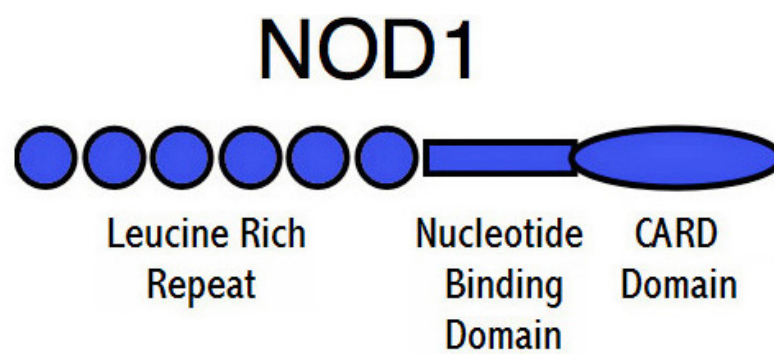 NOD1
Leucine Rich
Repeat
Nucleotide
Binding
Domain
CARD
Domain